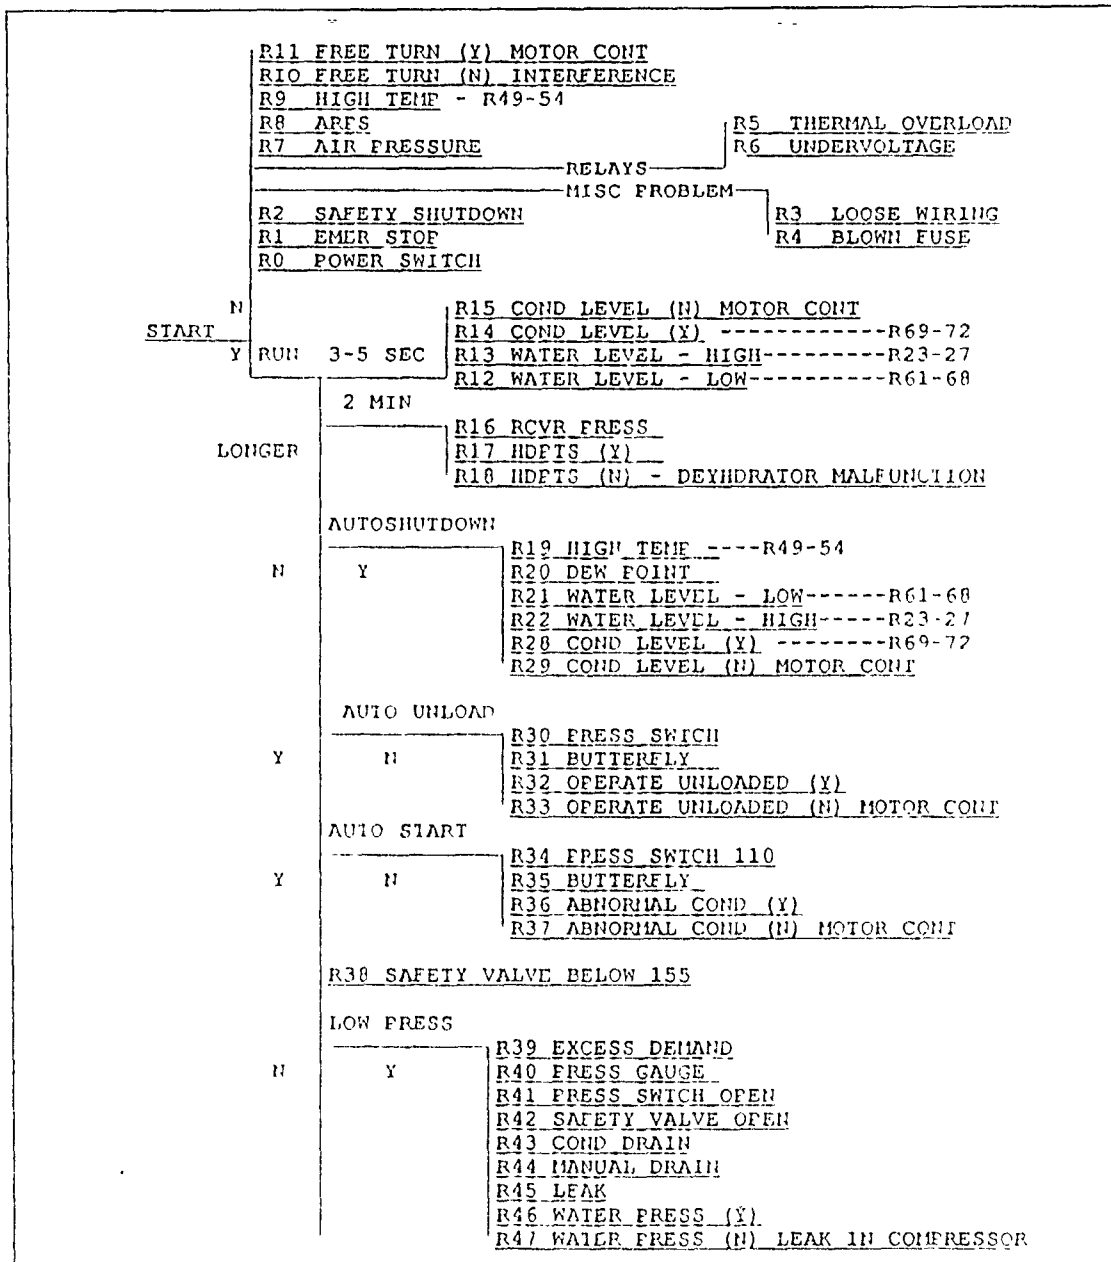 R11 FREE TURN (Y) MOTOR CONT
R10 FREE TURN (N) INTERFERENCE
R9 HIGH TEMP - R49-54
R8 APFS
R7 AIR PRESSURE
R5 THERMAL OVERLOAD
R6 UNDERVOLTAGE
RELAYS
MISC PROBLEM
R2 SAFETY SHUTDOWN
R3 LOOSE WIRING
R1 EMER STOP
R4 BLOWN FUSE
R0 POWER SWITCH
N
R15 COND LEVEL (N) MOTOR CONT
START
R14 COND LEVEL (Y) ------------R69-72
Y RUN 3-5 SEC R13 WATER LEVEL - HIGH---------R23-27
R12 WATER LEVEL - LOW----------R61-68
2 MIN
R16 RCVR PRESS
LONGER
R17 HDPTS (Y)
R18 HDPTS (N) - DEYHDRATOR MALFUNCTION
AUTOSHUTDOWN
R19 HIGH TEMP ----R49-54
N Y R20 DEW POINT
R21 WATER LEVEL - LOW------R61-68
R22 WATER LEVEL - HIGH-----R23-27
R28 COND LEVEL (Y) --------R69-72
R29 COND LEVEL (N) MOTOR CONT
AUTO UNLOAD
R30 PRESS SWTCH
Y N R31 BUTTERFLY
R32 OPERATE UNLOADED (Y)
R33 OPERATE UNLOADED (N) MOTOR CONT
AUTO START
R34 PRESS SWTCH 110
Y N R35 BUTTERFLY
R36 ABNORMAL COND (Y)
R37 ABNORMAL COND (N) MOTOR CONT
R38 SAFETY VALVE BELOW 155
LOW PRESS
R39 EXCESS DEMAND
N Y R40 PRESS GAUGE
R41 PRESS SWTCH OPEN
R42 SAFETY VALVE OPEN
R43 COND DRAIN
R44 MANUAL DRAIN
R45 LEAK
R46 WATER PRESS (Y)
R47 WATER PRESS (N) LEAK IN COMPRESSOR